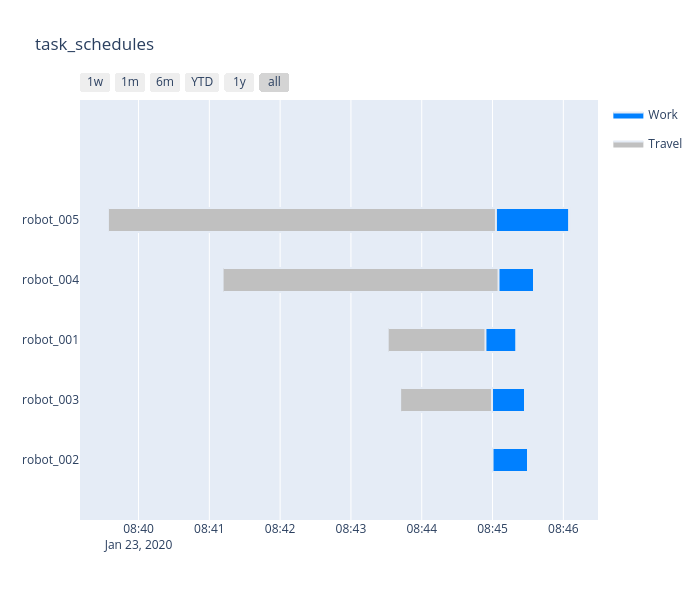 task_schedules
1w 1m 6m YTD 1y all
Work
Travel
robot_005
robot_004
robot_001
robot_003
robot_002
08:40 08:41 08:42 08:43 08:44 08:45 08:46
Jan 23, 2020